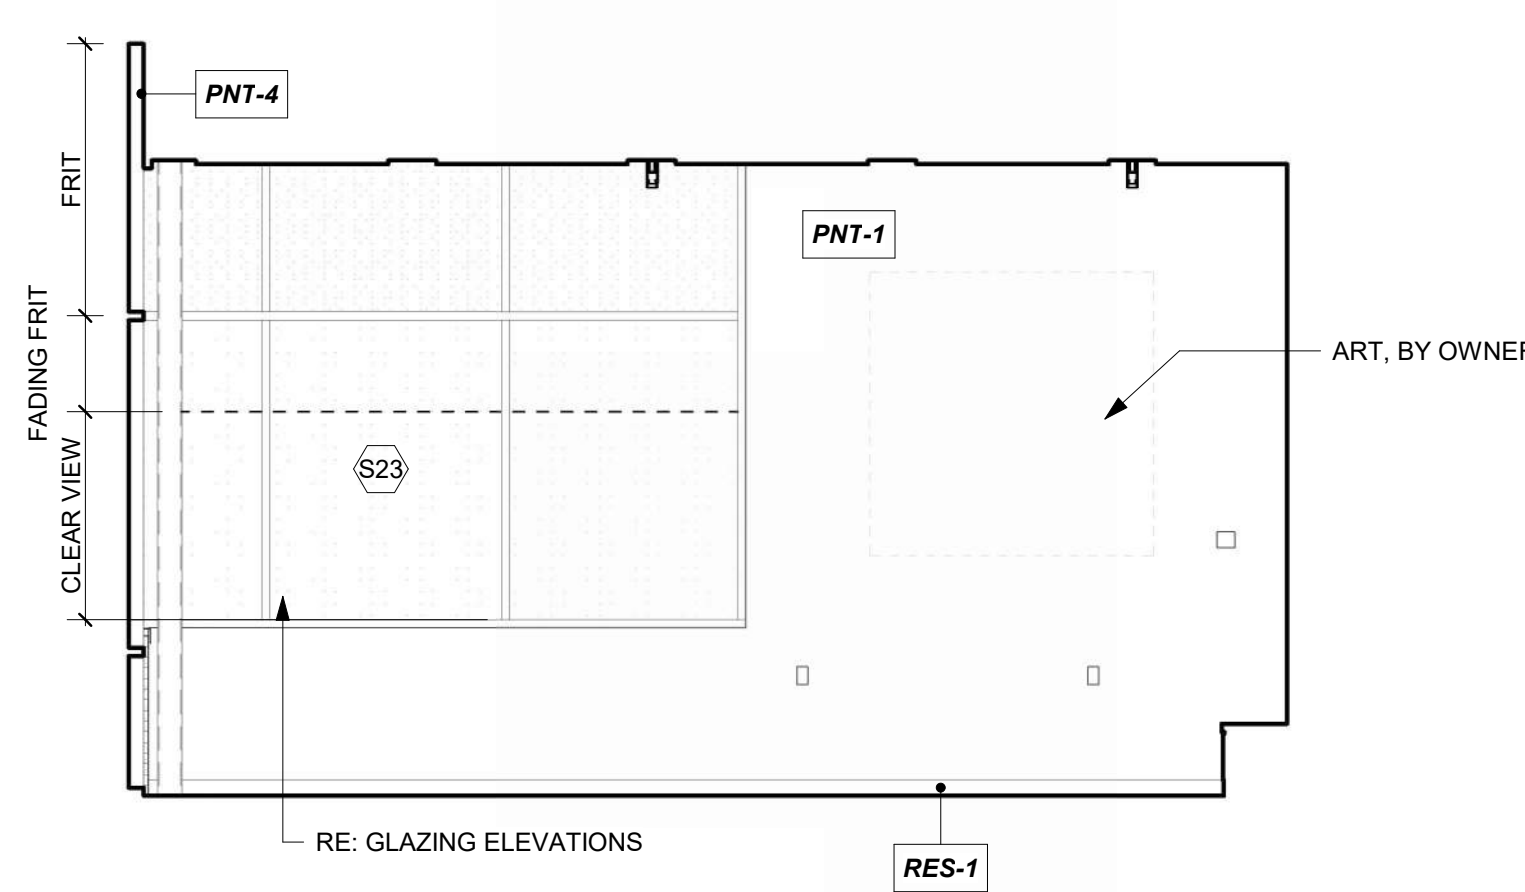 PNT-4
FRIT
PNT-1
FADING FRIT
ART, BY OWNER
CLEAR VIEW
S23
RE: GLAZING ELEVATIONS
RES-1